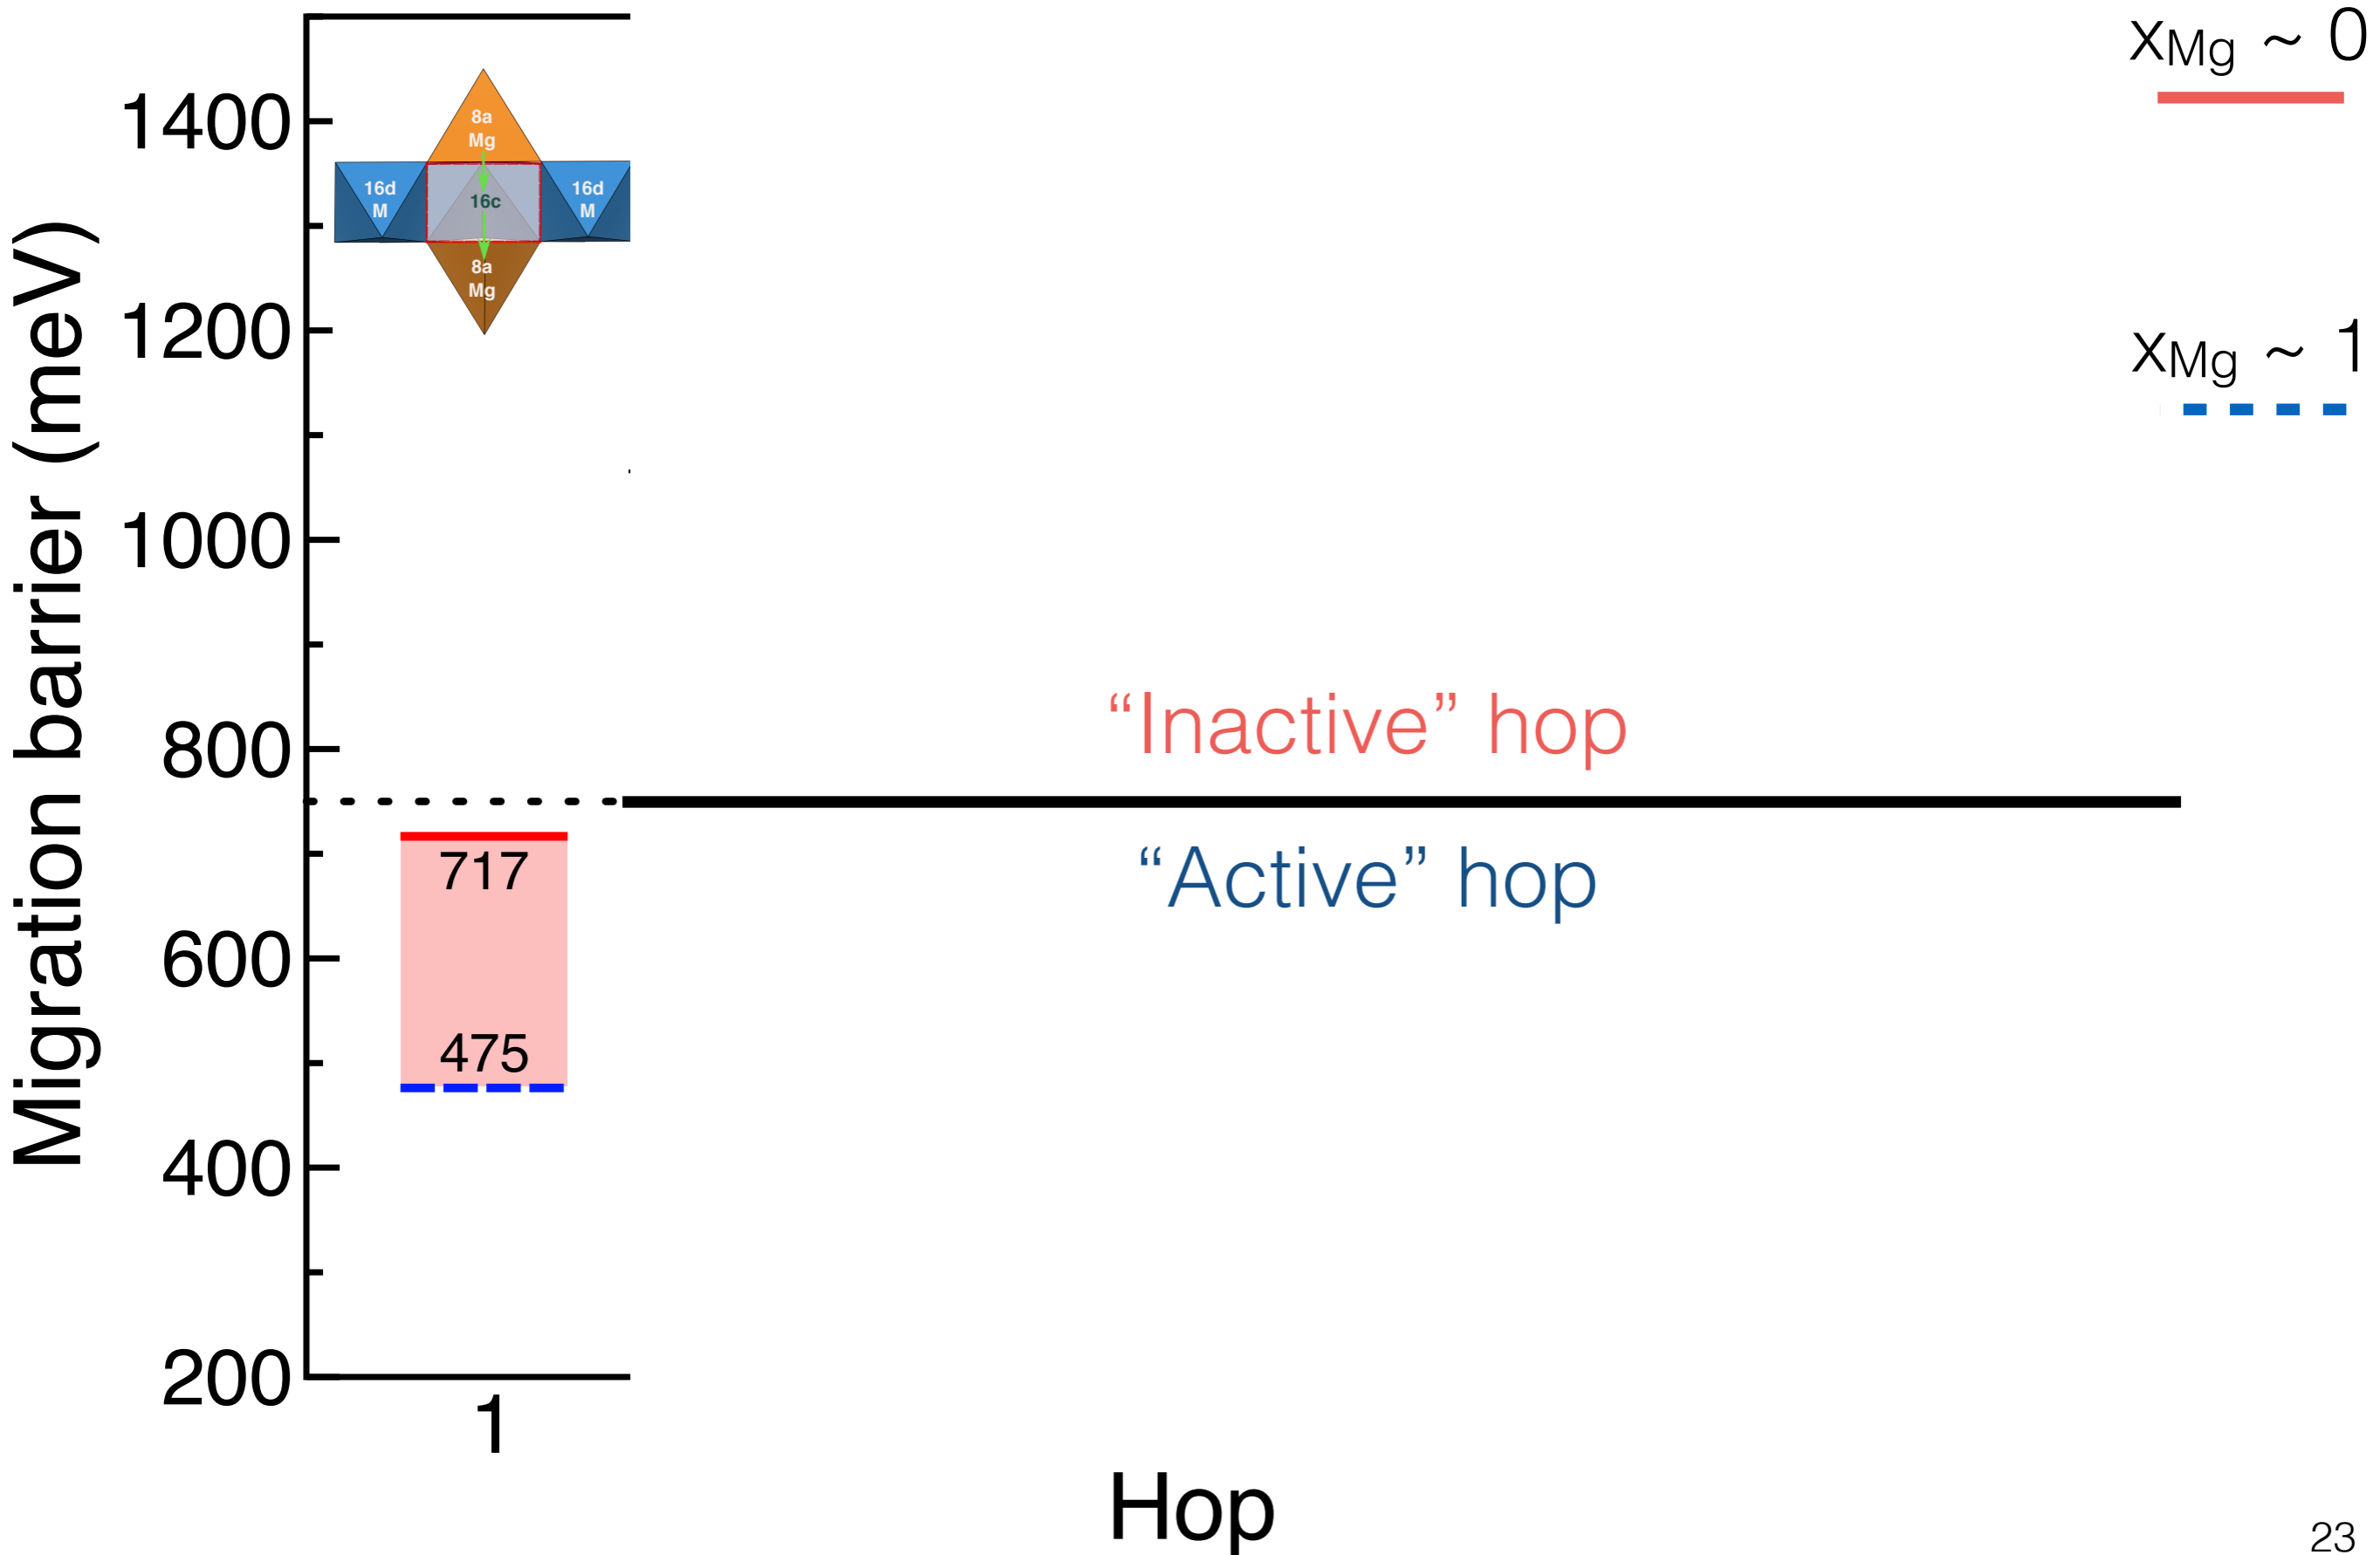 xMg ~ 0
1400
8a
Mg
16d
M
16c
16d
M
8a
Mg
1200
xMg ~ 1
Migration barrier (meV)
1000
800
“Inactive” hop
717
“Active” hop
600
475
400
200
1
Hop
23